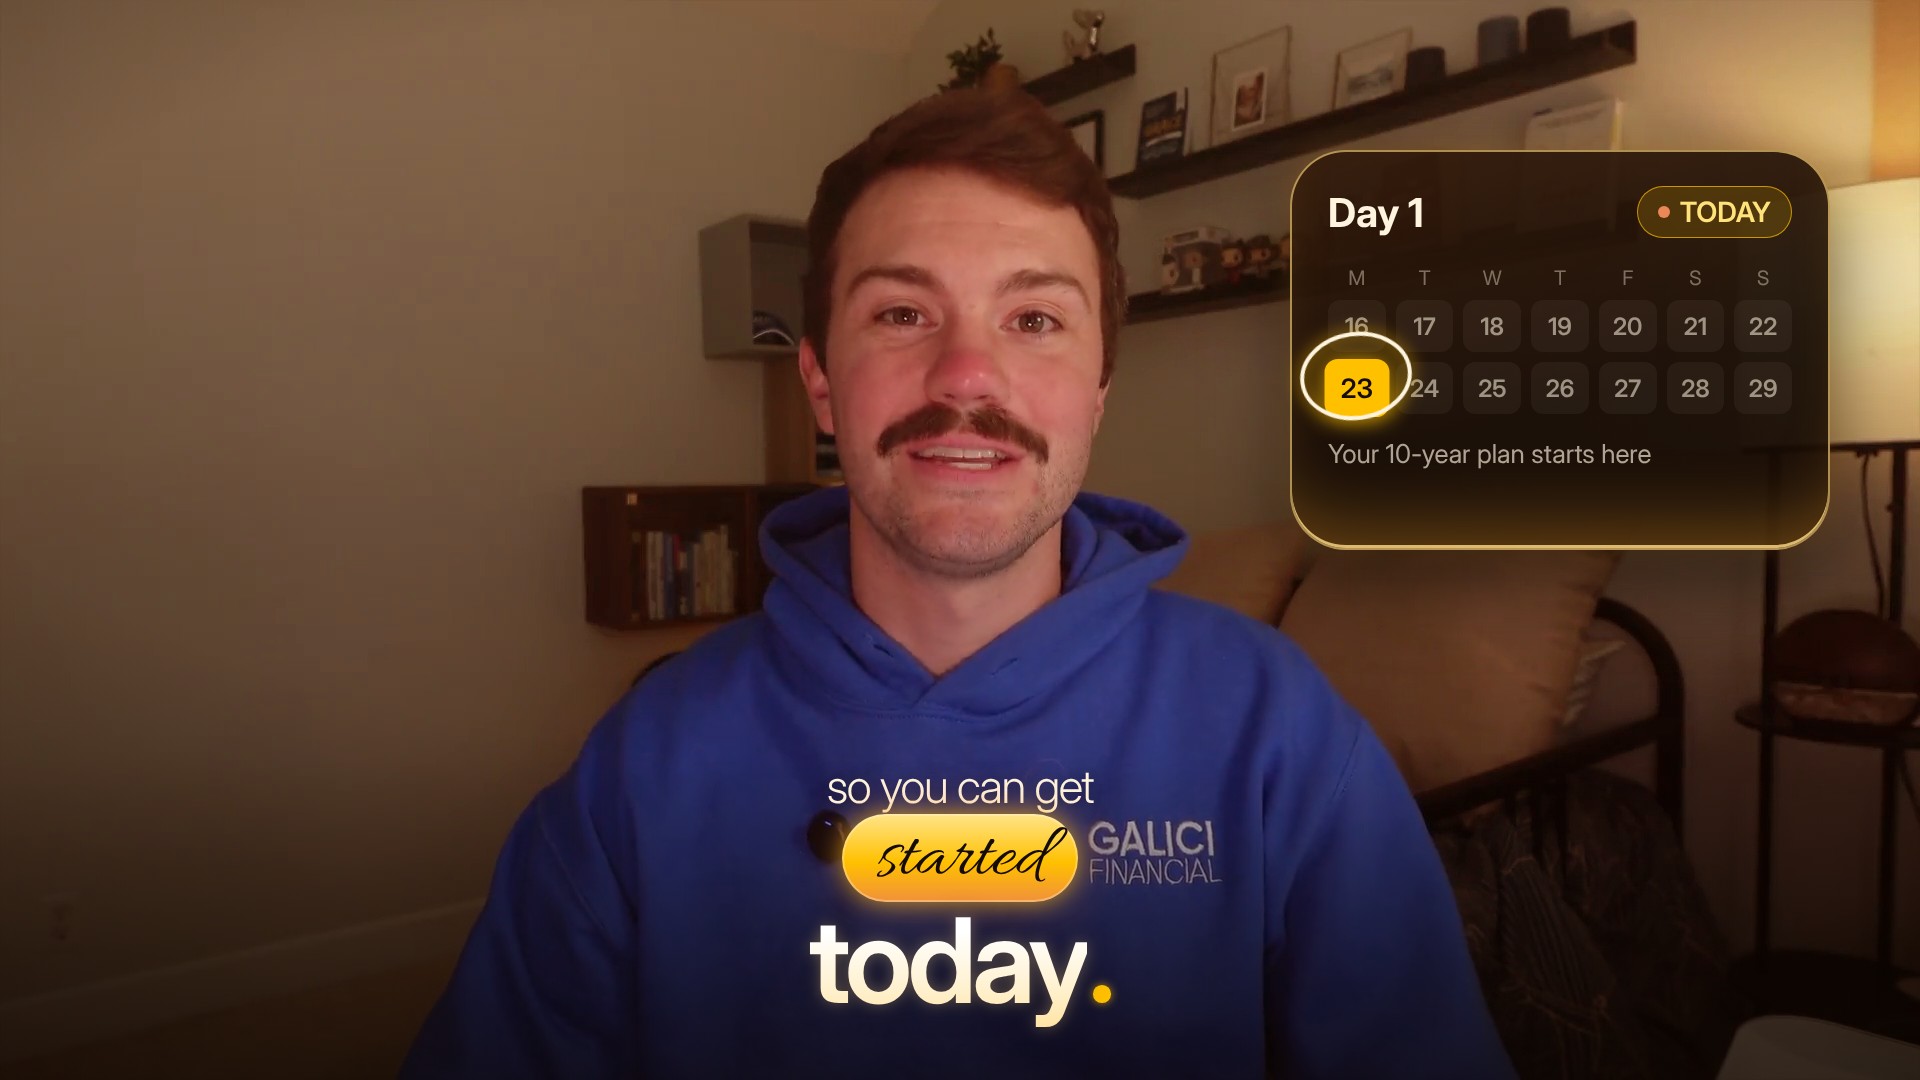 Day 1
TODAY
M T W T F S S
16 17 18 19 20 21 22
23 24 25 26 27 28 29
Your 10-year plan starts here
so you can get
started
GALICI
FINANCIAL
today.